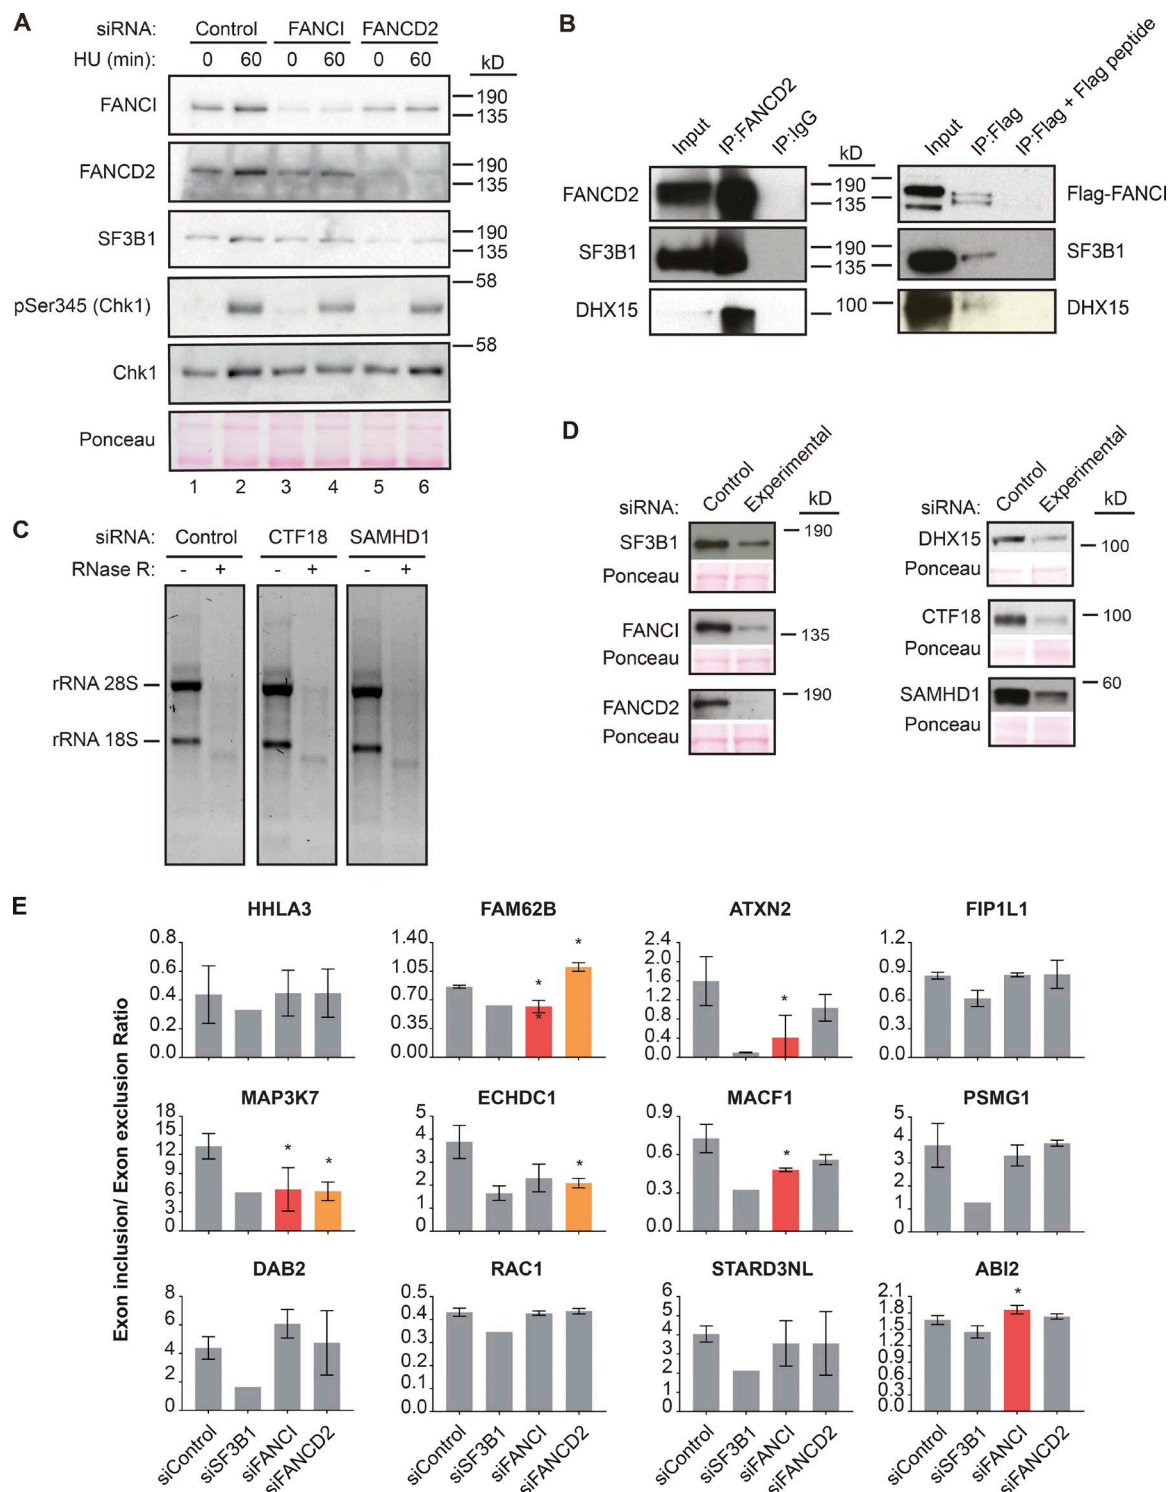 A
siRNA: Control FANCI FANCD2
HU (min): 0 60 0 60 0 60 kD
FANCI 190
135
FANCD2 190
135
SF3B1 190
135
pSer345 (Chk1) 58
Chk1 58
Ponceau
1 2 3 4 5 6
B
Input IP:FANCD2 IP:IgG kD Input IP:Flag IP:Flag + Flag peptide
FANCD2 190 Flag-FANCI
135
SF3B1 190 SF3B1
135
DHX15 100 DHX15
C
siRNA: Control CTF18 SAMHD1
RNase R: - + - + - +
rRNA 28S
rRNA 18S
D
siRNA: Control Experimental kD
SF3B1 190
Ponceau
FANCI 135
Ponceau
FANCD2 190
Ponceau
siRNA: Control Experimental kD
DHX15 100
Ponceau
CTF18 100
Ponceau
SAMHD1 60
Ponceau
E
Exon inclusion/ Exon exclusion Ratio
HHLA3
0.8
0.6
0.4
0.2
0.0
FAM62B
1.40
1.05
0.70
0.35
0.00
* * *
ATXN2
2.4
1.8
1.2
0.6
0.0
*
FIP1L1
1.2
0.9
0.6
0.3
0.0
MAP3K7
18
15
12
9
6
3
0
* *
ECHDC1
5
4
3
2
1
0
*
MACF1
0.9
0.6
0.3
0.0
*
PSMG1
5
4
3
2
1
0
DAB2
8
6
4
2
0
RAC1
0.5
0.4
0.3
0.2
0.1
0.0
STARD3NL
6
5
4
3
2
1
0
ABI2
2.1
1.8
1.5
1.2
0.9
0.6
0.3
0.0
*
siControl siSF3B1 siFANCI siFANCD2 siControl siSF3B1 siFANCI siFANCD2 siControl siSF3B1 siFANCI siFANCD2 siControl siSF3B1 siFANCI siFANCD2